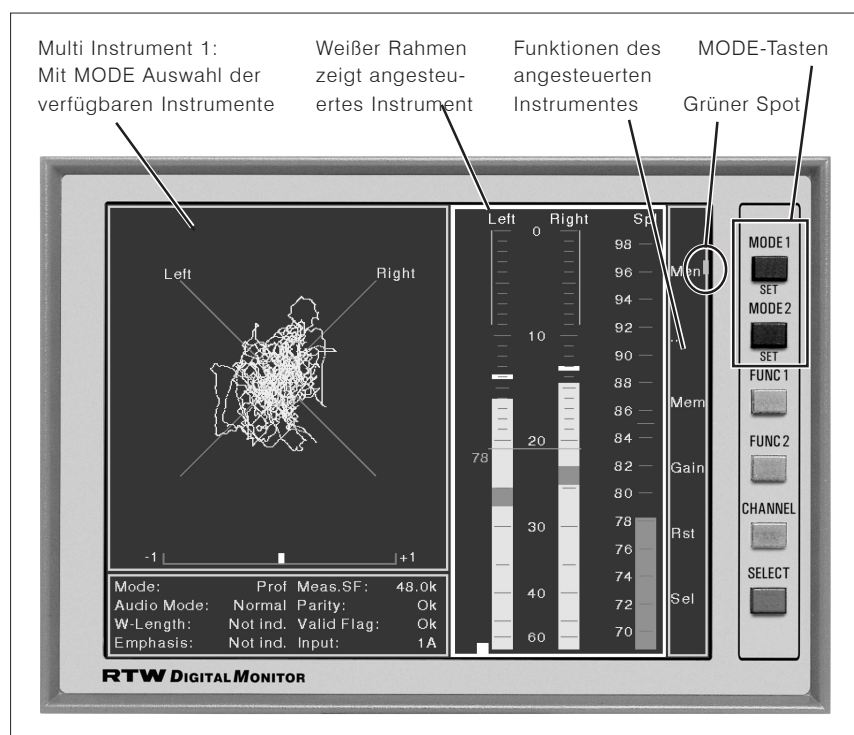 Multi Instrument 1:
Mit MODE Auswahl der
verfügbaren Instrumente
Weißer Rahmen
zeigt angesteu-
ertes Instrument
Funktionen des
angesteuerten
Instrumentes
MODE-Tasten
Grüner Spot
Left
Right
-1
+1
Mode: Prof Meas.SF: 48.0k
Audio Mode: Normal Parity: Ok
W-Length: Not ind. Valid Flag: Ok
Emphasis: Not ind. Input: 1A
Left Right Spl
0
10
20
30
40
60
78
98
96
94
92
90
88
86
84
82
80
78
76
74
72
70
Men
..
Mem
Gain
Rst
Sel
MODE 1
SET
MODE 2
SET
FUNC 1
FUNC 2
CHANNEL
SELECT
RTW DIGITAL MONITOR